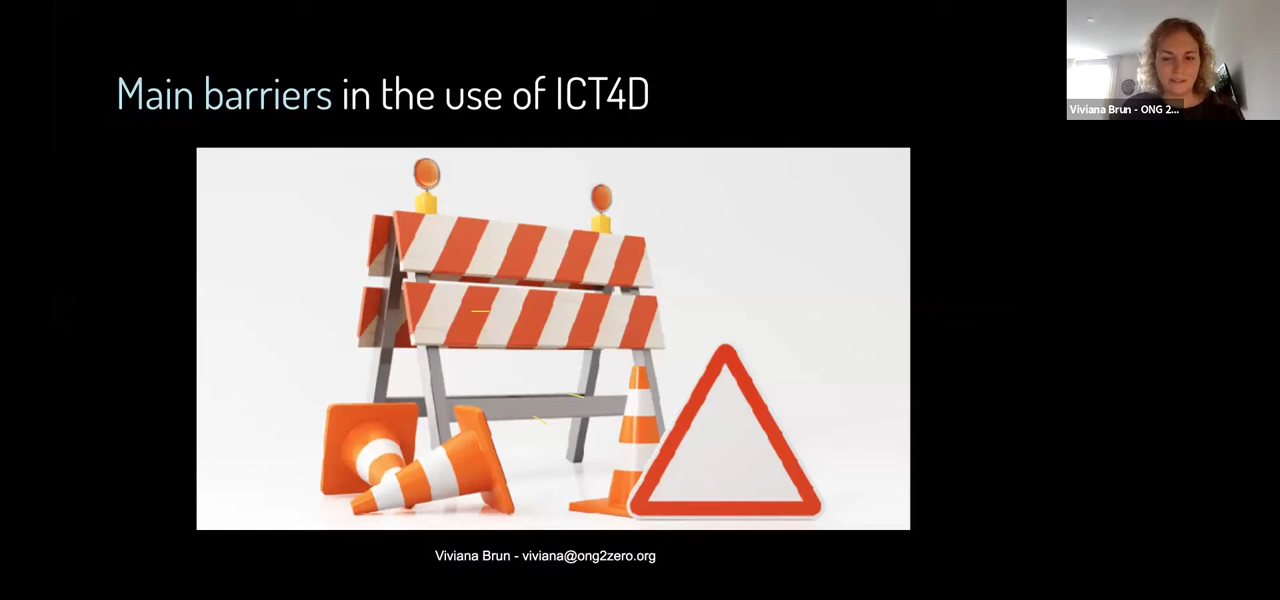 Main barriers in the use of ICT4D
Viviana Brun - ONG 2...
Viviana Brun - viviana@ong2zero.org